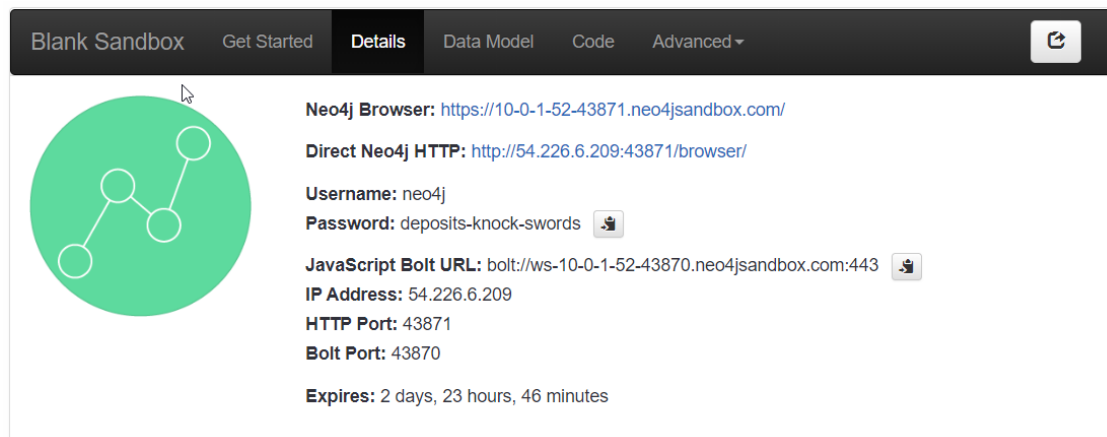 Blank Sandbox Get Started Details Data Model Code Advanced
Neo4j Browser: https://10-0-1-52-43871.neo4jsandbox.com/
Direct Neo4j HTTP: http://54.226.6.209:43871/browser/
Username: neo4j
Password: deposits-knock-swords
JavaScript Bolt URL: bolt://ws-10-0-1-52-43870.neo4jsandbox.com:443
IP Address: 54.226.6.209
HTTP Port: 43871
Bolt Port: 43870
Expires: 2 days, 23 hours, 46 minutes